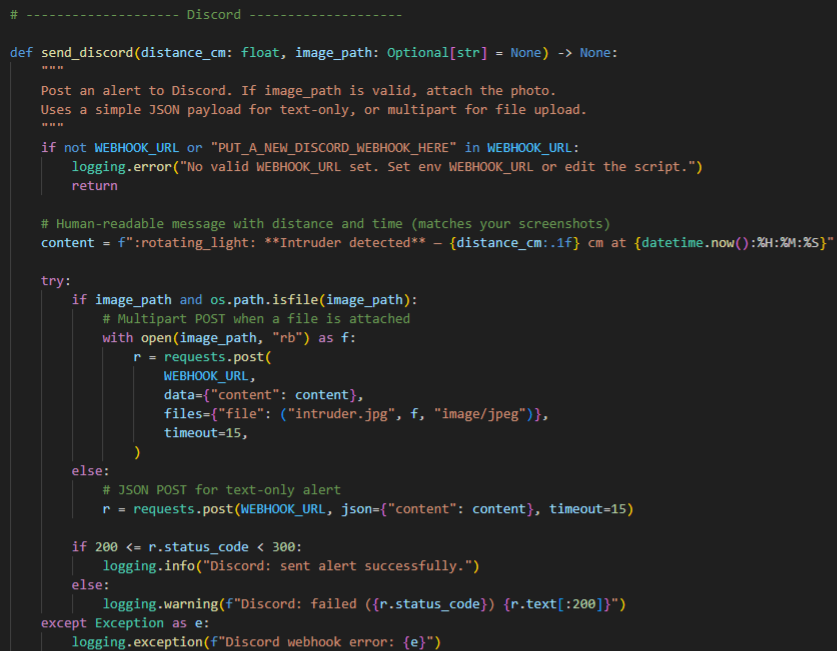 # -------------------- Discord --------------------
def send_discord(distance_cm: float, image_path: Optional[str] = None) -> None:
    """
    Post an alert to Discord. If image_path is valid, attach the photo.
    Uses a simple JSON payload for text-only, or multipart for file upload.
    """
    if not WEBHOOK_URL or "PUT_A_NEW_DISCORD_WEBHOOK_HERE" in WEBHOOK_URL:
        logging.error("No valid WEBHOOK_URL set. Set env WEBHOOK_URL or edit the script.")
        return
    # Human-readable message with distance and time (matches your screenshots)
    content = f":rotating_light: **Intruder detected** — {distance_cm:.1f} cm at {datetime.now():%H:%M:%S}"
    try:
        if image_path and os.path.isfile(image_path):
            # Multipart POST when a file is attached
            with open(image_path, "rb") as f:
                r = requests.post(
                    WEBHOOK_URL,
                    data={"content": content},
                    files={"file": ("intruder.jpg", f, "image/jpeg")},
                    timeout=15,
                )
        else:
            # JSON POST for text-only alert
            r = requests.post(WEBHOOK_URL, json={"content": content}, timeout=15)
        if 200 <= r.status_code < 300:
            logging.info("Discord: sent alert successfully.")
        else:
            logging.warning(f"Discord: failed ({r.status_code}) {r.text[:200]}")
    except Exception as e:
        logging.exception(f"Discord webhook error: {e}")